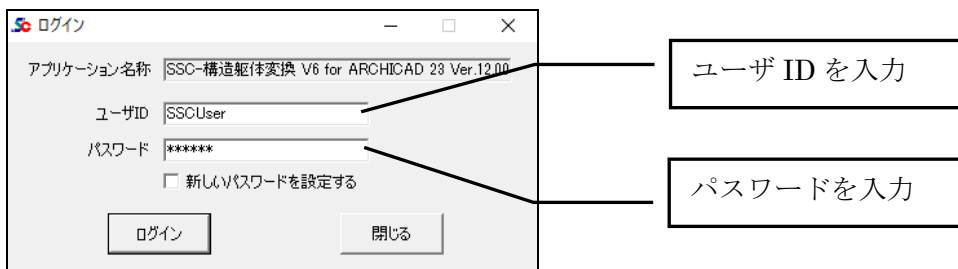 Sc ログイン
アプリケーション名称 SSC-構造躯体変換 V6 for ARCHICAD 23 Ver.12.00
ユーザID SSCUser
パスワード ******
新しいパスワードを設定する
ログイン 閉じる
ユーザ ID を入力
パスワードを入力